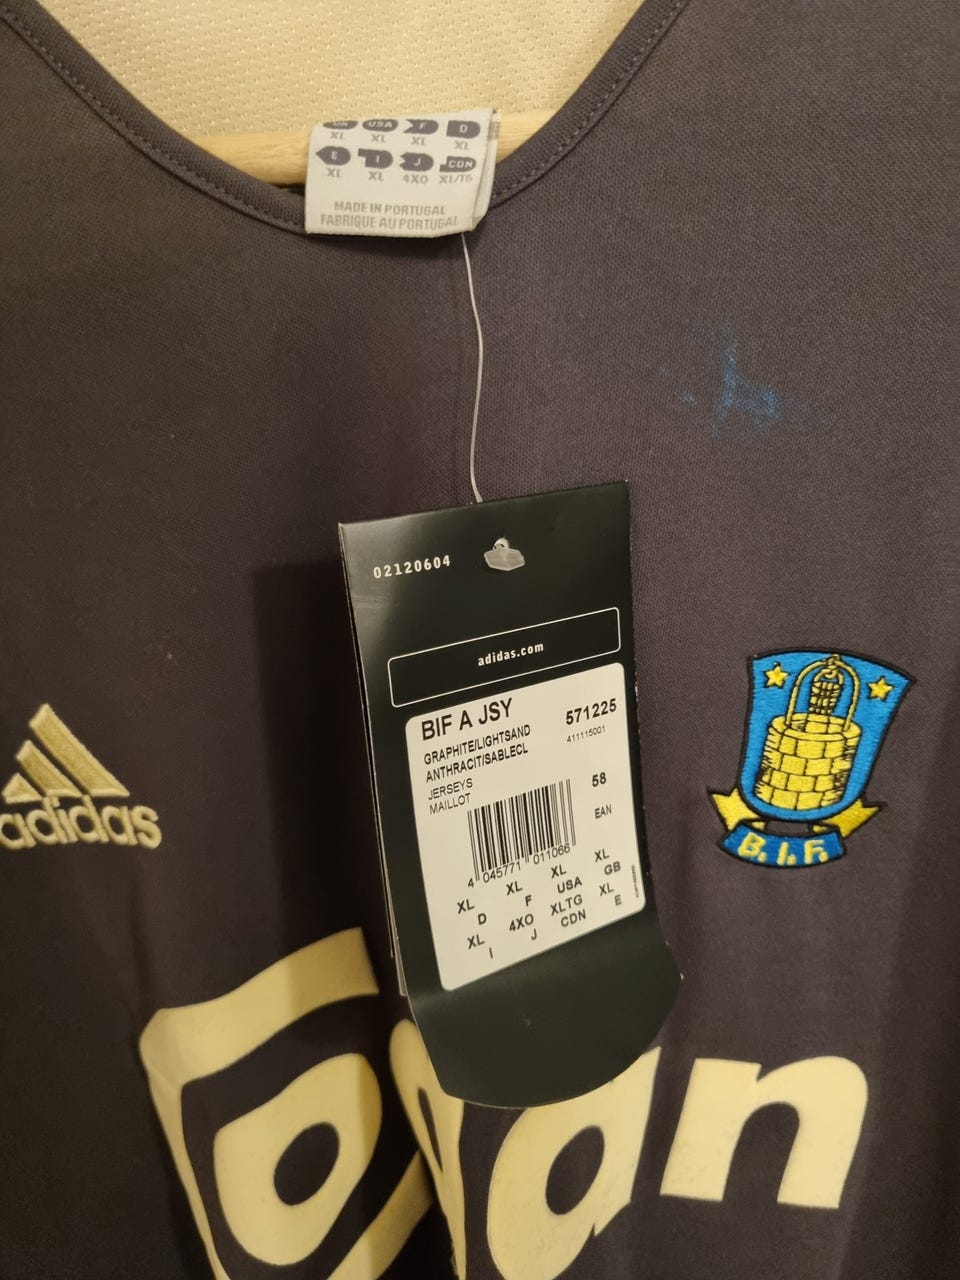 UK USA F D
XL XL XL XL
E I J CDN
XL XL 4XO XL/TG
MADE IN PORTUGAL
FABRIQUE AU PORTUGAL
02120604
adidas.com
BIF A JSY 571225
GRAPHITE/LIGHTSAND 411115001
ANTHRACIT/SABLECL
JERSEYS 58
MAILLOT
EAN
4 045771 011066
XL XL XL XL
D F USA GB
XL 4XO XLTG XL
I J CDN E
adidas
B.I.F.
an